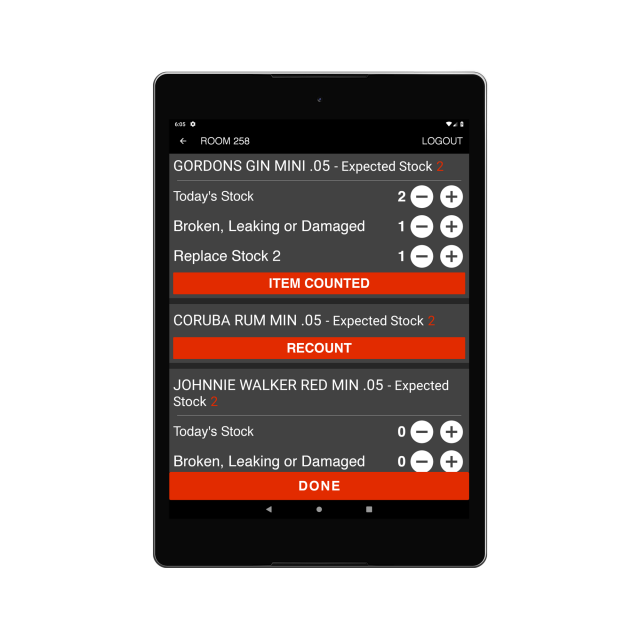 6:05
ROOM 258 LOGOUT
GORDONS GIN MINI .05 - Expected Stock 2
Today's Stock 2
Broken, Leaking or Damaged 1
Replace Stock 2 1
ITEM COUNTED
CORUBA RUM MIN .05 - Expected Stock 2
RECOUNT
JOHNNIE WALKER RED MIN .05 - Expected
Stock 2
Today's Stock 0
Broken, Leaking or Damaged 0
DONE